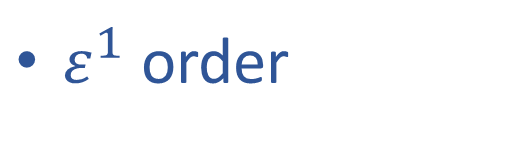 • 𝜀¹ order